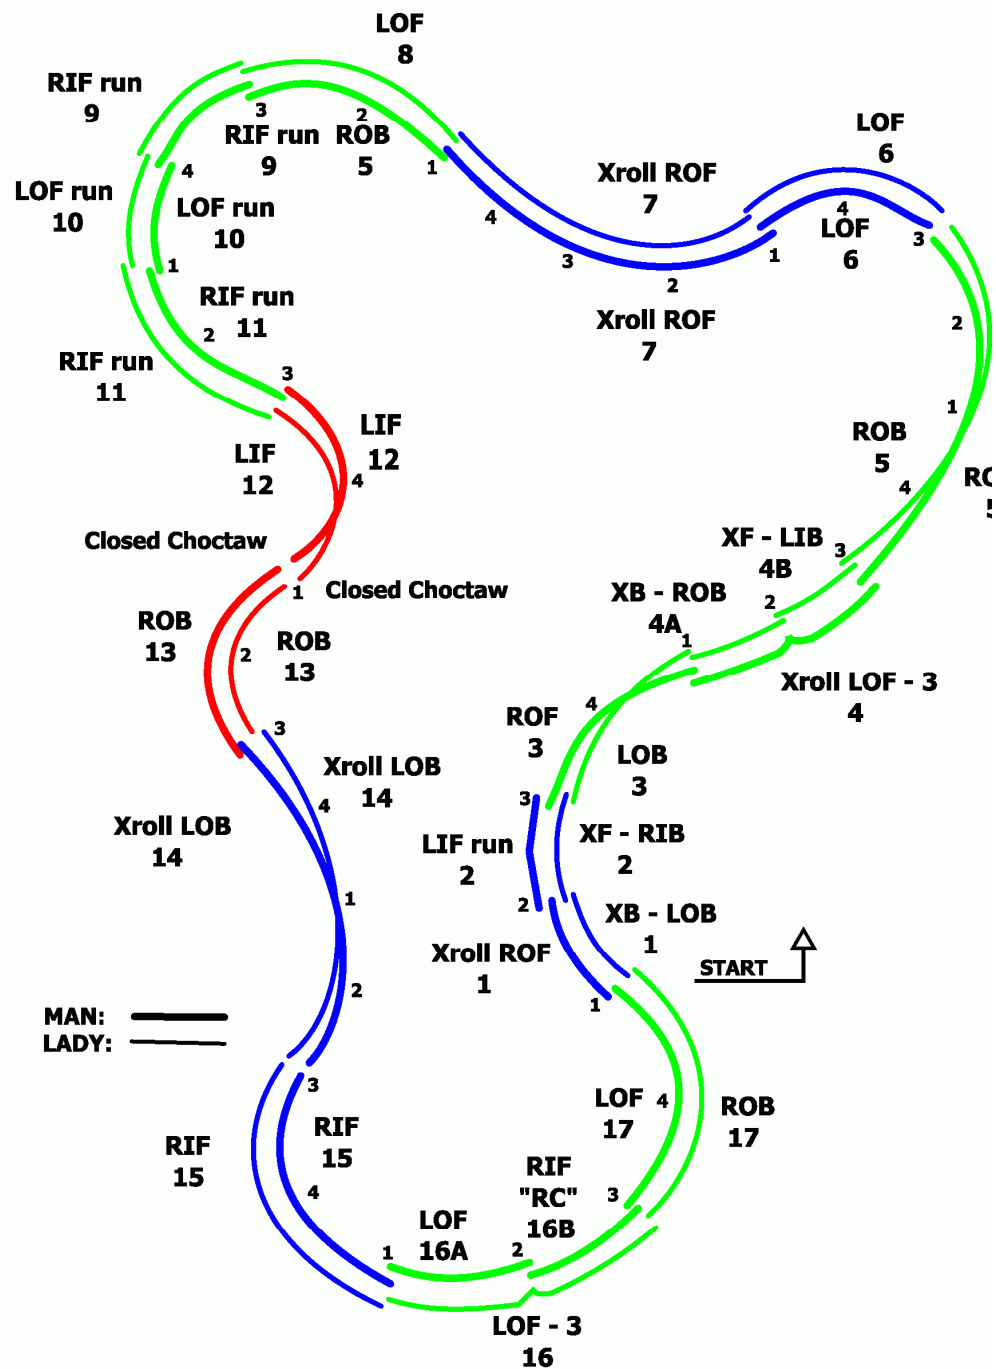 LOF
8
RIF run
9
3
2
RIF run
9
ROB
5
1
4
LOF run
10
LOF run
10
1
RIF run
11
2
RIF run
11
3
LOF
6
Xroll ROF
7
4
4
LOF
6
3
3
1
2
Xroll ROF
7
2
1
ROB
5
4
LIF
12
LIF
12
4
XF - LIB
4B
3
Closed Choctaw
1
Closed Choctaw
2
XB - ROB
4A
1
ROB
13
2
ROB
13
Xroll LOF - 3
4
4
ROF
3
3
LOB
3
Xroll LOB
14
4
3
Xroll LOB
14
XF - RIB
2
LIF run
2
1
2
XB - LOB
1
Xroll ROF
1
START
2
1
MAN:
LADY:
3
LOF
17
4
ROB
17
RIF
15
RIF
15
4
RIF
"RC"
16B
3
LOF
16A
1
2
LOF - 3
16